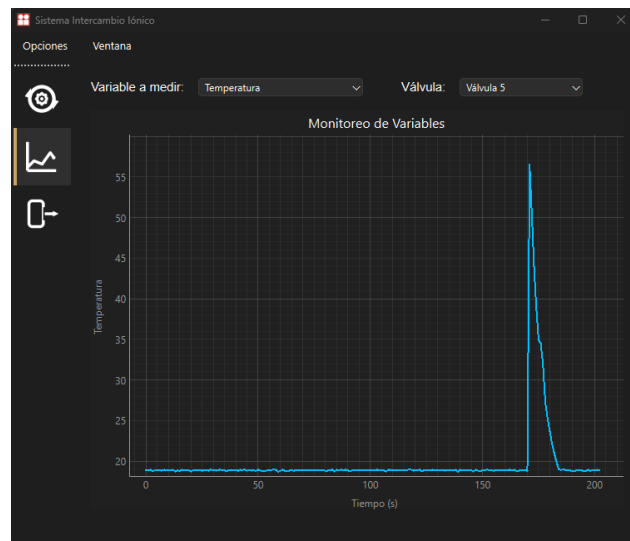 Sistema Intercambio Iónico
Opciones Ventana
Variable a medir: Temperatura Válvula: Válvula 5
Monitoreo de Variables
55
50
45
40
35
30
25
20
Temperatura
0 50 100 150 200
Tiempo (s)